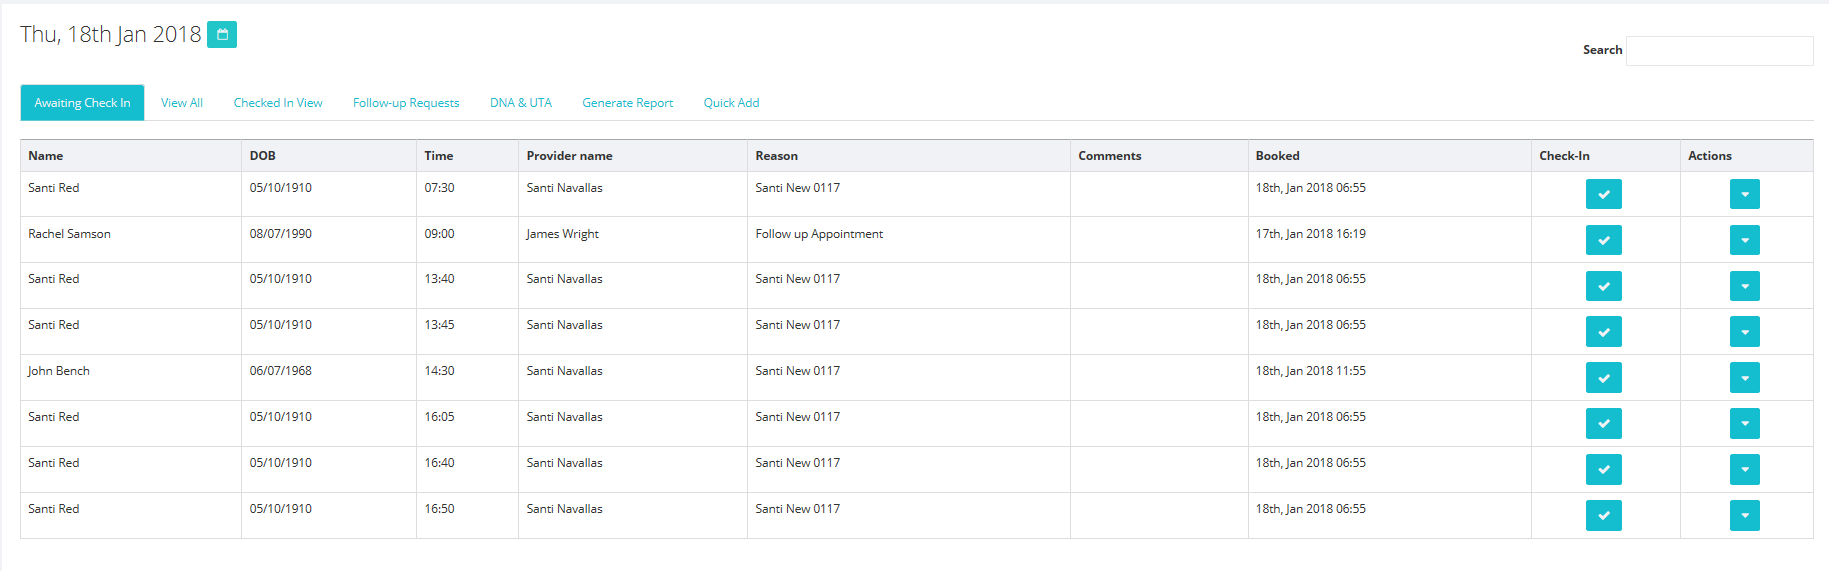 Thu, 18th Jan 2018
Search
Awaiting Check In View All Checked In View Follow-up Requests DNA & UTA Generate Report Quick Add
Name DOB Time Provider name Reason Comments Booked Check-In Actions
Santi Red 05/10/1910 07:30 Santi Navallas Santi New 0117 18th, Jan 2018 06:55
Rachel Samson 08/07/1990 09:00 James Wright Follow up Appointment 17th, Jan 2018 16:19
Santi Red 05/10/1910 13:40 Santi Navallas Santi New 0117 18th, Jan 2018 06:55
Santi Red 05/10/1910 13:45 Santi Navallas Santi New 0117 18th, Jan 2018 06:55
John Bench 06/07/1968 14:30 Santi Navallas Santi New 0117 18th, Jan 2018 11:55
Santi Red 05/10/1910 16:05 Santi Navallas Santi New 0117 18th, Jan 2018 06:55
Santi Red 05/10/1910 16:40 Santi Navallas Santi New 0117 18th, Jan 2018 06:55
Santi Red 05/10/1910 16:50 Santi Navallas Santi New 0117 18th, Jan 2018 06:55